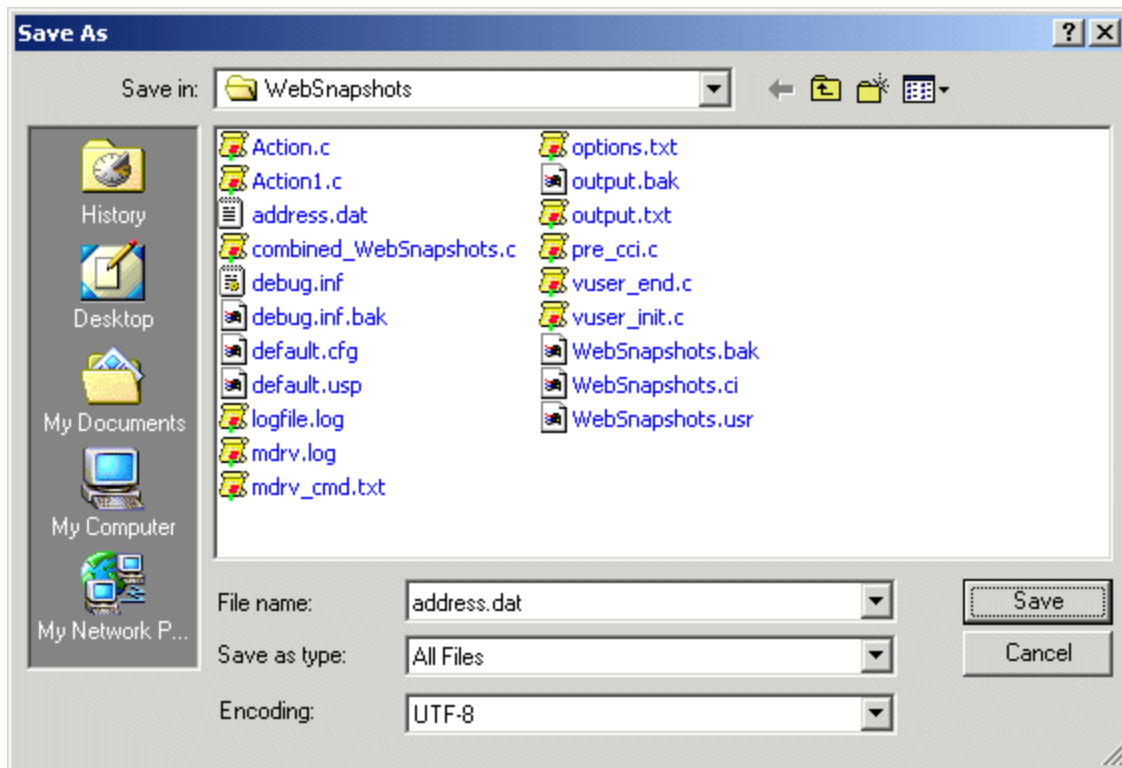 Save As
Save in:
WebSnapshots
History
Desktop
My Documents
My Computer
My Network P...
Action.c
Action1.c
address.dat
combined_WebSnapshots.c
debug.inf
debug.inf.bak
default.cfg
default.usp
logfile.log
mdrv.log
mdrv_cmd.txt
options.txt
output.bak
output.txt
pre_cci.c
vuser_end.c
vuser_init.c
WebSnapshots.bak
WebSnapshots.ci
WebSnapshots.usr
File name:
address.dat
Save
Save as type:
All Files
Cancel
Encoding:
UTF-8